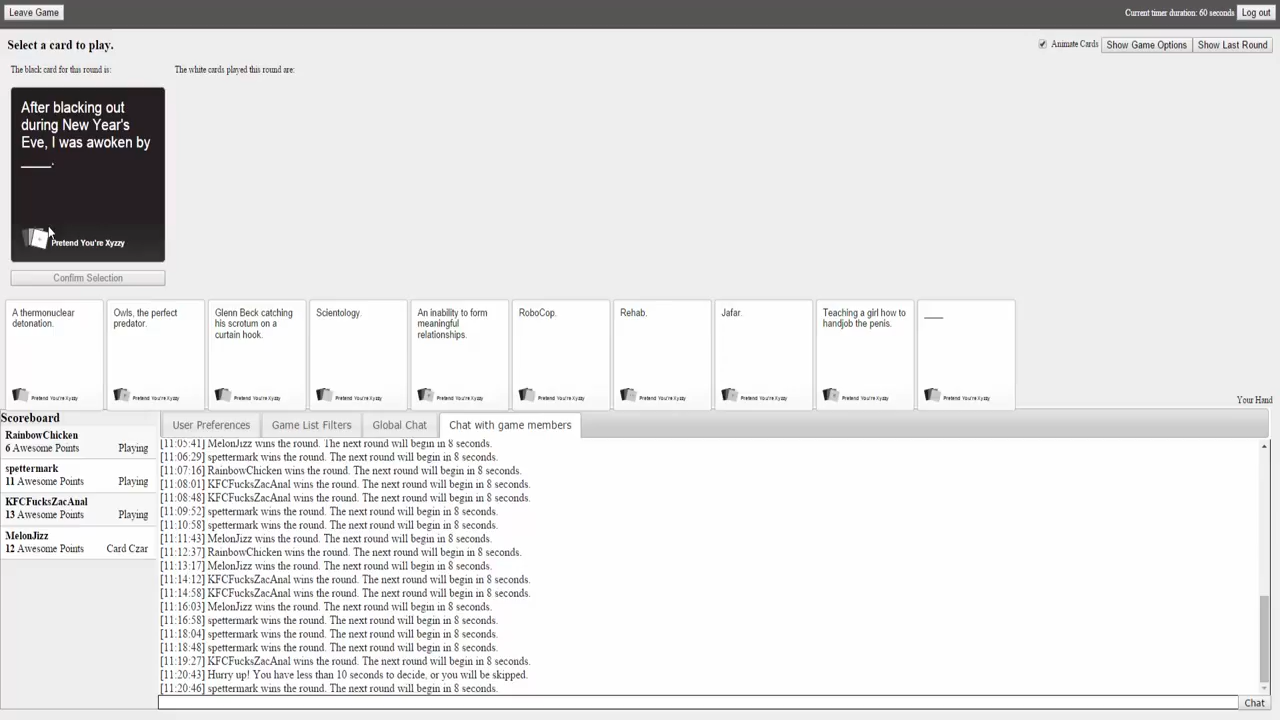 Leave Game
Current timer duration: 60 seconds
Log out
Select a card to play.
Animate Cards
Show Game Options
Show Last Round
The black card for this round is:
The white cards played this round are:
After blacking out
during New Year's
Eve, I was awoken by
____.
Pretend You're Xyzzy
Confirm Selection
A thermonuclear
detonation.
Pretend You're Xyzzy
Owls, the perfect
predator.
Pretend You're Xyzzy
Glenn Beck catching
his scrotum on a
curtain hook.
Pretend You're Xyzzy
Scientology.
Pretend You're Xyzzy
An inability to form
meaningful
relationships.
Pretend You're Xyzzy
RoboCop.
Pretend You're Xyzzy
Rehab.
Pretend You're Xyzzy
Jafar.
Pretend You're Xyzzy
Teaching a girl how to
handjob the penis.
Pretend You're Xyzzy
____
Pretend You're Xyzzy
Your Hand
Scoreboard
RainbowChicken
6 Awesome Points Playing
spettermark
11 Awesome Points Playing
KFCFucksZacAnal
13 Awesome Points Playing
MelonJizz
12 Awesome Points Card Czar
User Preferences
Game List Filters
Global Chat
Chat with game members
[11:05:41] MelonJizz wins the round. The next round will begin in 8 seconds.
[11:06:29] spettermark wins the round. The next round will begin in 8 seconds.
[11:07:16] RainbowChicken wins the round. The next round will begin in 8 seconds.
[11:08:01] KFCFucksZacAnal wins the round. The next round will begin in 8 seconds.
[11:08:48] KFCFucksZacAnal wins the round. The next round will begin in 8 seconds.
[11:09:52] spettermark wins the round. The next round will begin in 8 seconds.
[11:10:58] spettermark wins the round. The next round will begin in 8 seconds.
[11:11:43] MelonJizz wins the round. The next round will begin in 8 seconds.
[11:12:37] RainbowChicken wins the round. The next round will begin in 8 seconds.
[11:13:17] MelonJizz wins the round. The next round will begin in 8 seconds.
[11:14:12] KFCFucksZacAnal wins the round. The next round will begin in 8 seconds.
[11:14:58] KFCFucksZacAnal wins the round. The next round will begin in 8 seconds.
[11:16:03] MelonJizz wins the round. The next round will begin in 8 seconds.
[11:16:58] spettermark wins the round. The next round will begin in 8 seconds.
[11:18:04] spettermark wins the round. The next round will begin in 8 seconds.
[11:18:48] spettermark wins the round. The next round will begin in 8 seconds.
[11:19:27] KFCFucksZacAnal wins the round. The next round will begin in 8 seconds.
[11:20:43] Hurry up! You have less than 10 seconds to decide, or you will be skipped.
[11:20:46] spettermark wins the round. The next round will begin in 8 seconds.
Chat